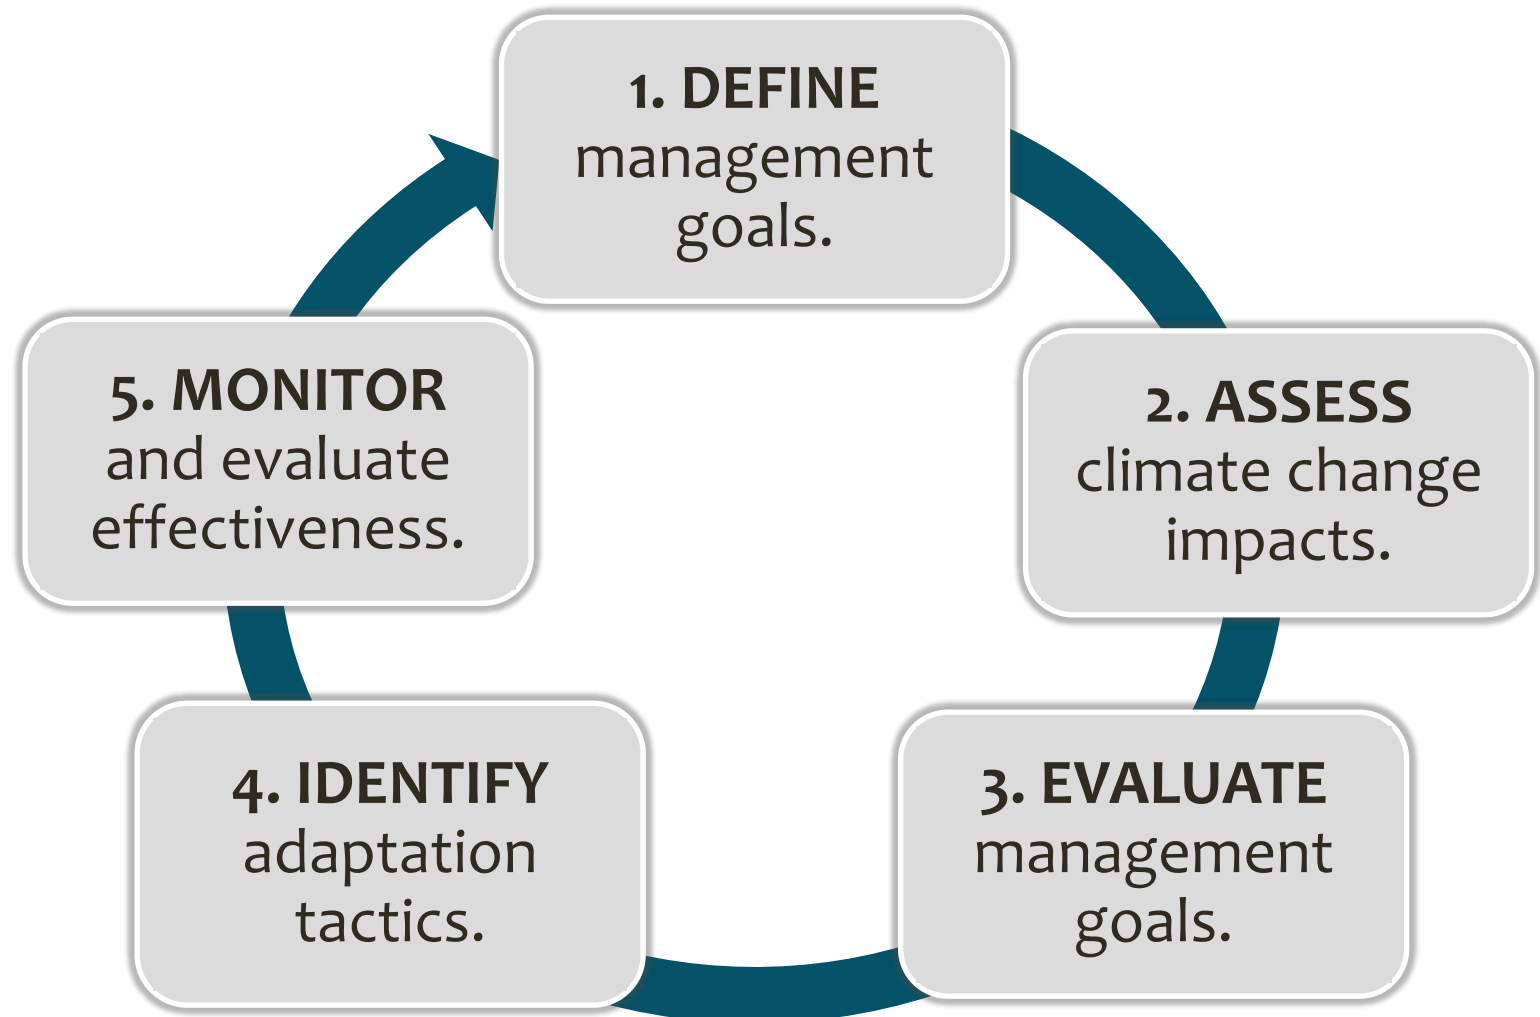 1. DEFINE
management
goals.
2. ASSESS
climate change
impacts.
3. EVALUATE
management
goals.
4. IDENTIFY
adaptation
tactics.
5. MONITOR
and evaluate
effectiveness.